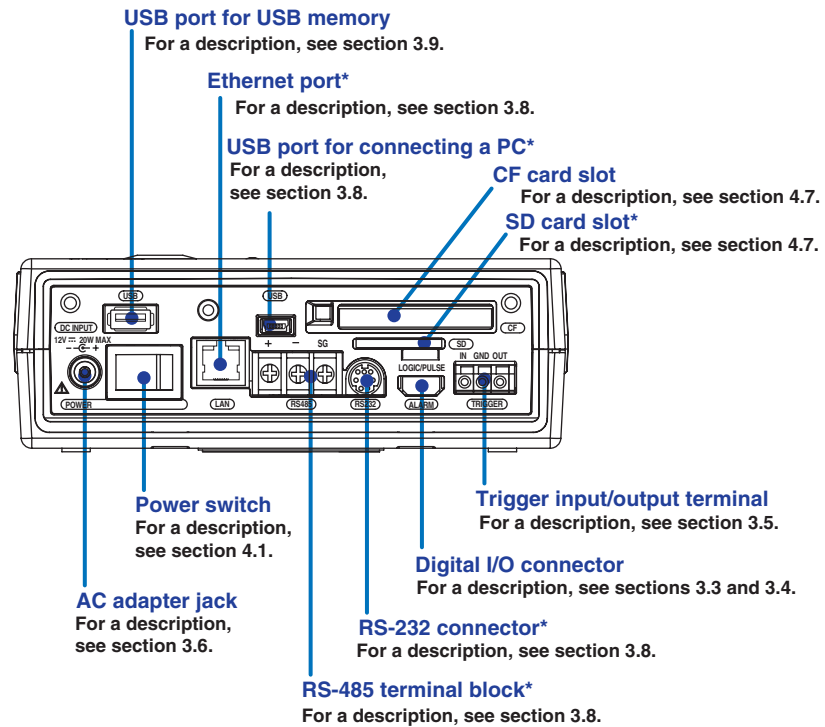 USB port for USB memory
For a description, see section 3.9.
Ethernet port*
For a description, see section 3.8.
USB port for connecting a PC*
For a description,
see section 3.8.
CF card slot
For a description, see section 4.7.
SD card slot*
For a description, see section 4.7.
USB
USB
DC INPUT
12V ⎓ 20W MAX
− +
+ − SG
CF
SD
LOGIC/PULSE
IN GND OUT
POWER
LAN
RS485
RS232
ALARM
TRIGGER
Power switch
For a description,
see section 4.1.
Trigger input/output terminal
For a description, see section 3.5.
Digital I/O connector
For a description, see sections 3.3 and 3.4.
AC adapter jack
For a description,
see section 3.6.
RS-232 connector*
For a description, see section 3.8.
RS-485 terminal block*
For a description, see section 3.8.